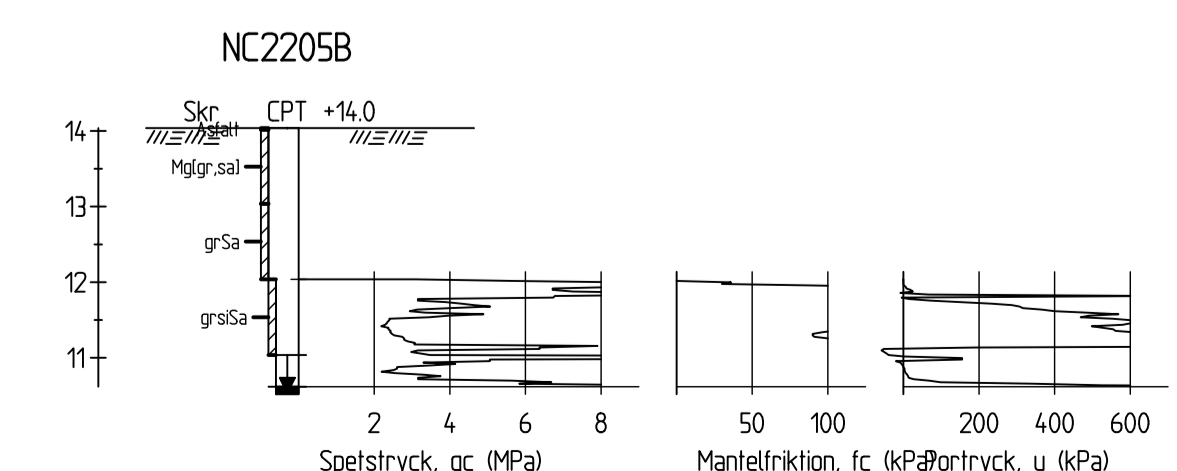 NC2205B
Skr CPT +14.0
14 Asfalt
Mg[gr,sa]
13
grSa
12
grsiSa
11
2 4 6 8 50 100 200 400 600
Spetstryck, qc (MPa) Mantelfriktion, fc (kPa) Portryck, u (kPa)